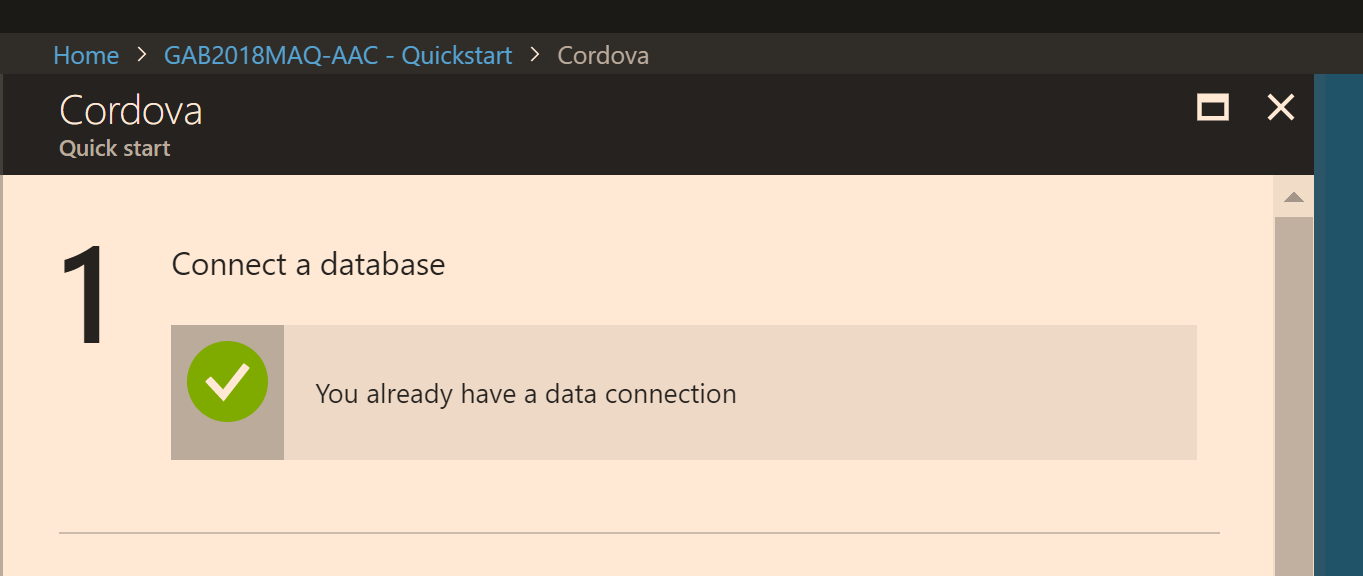 Home > GAB2018MAQ-AAC - Quickstart > Cordova
Cordova
Quick start
1
Connect a database
You already have a data connection